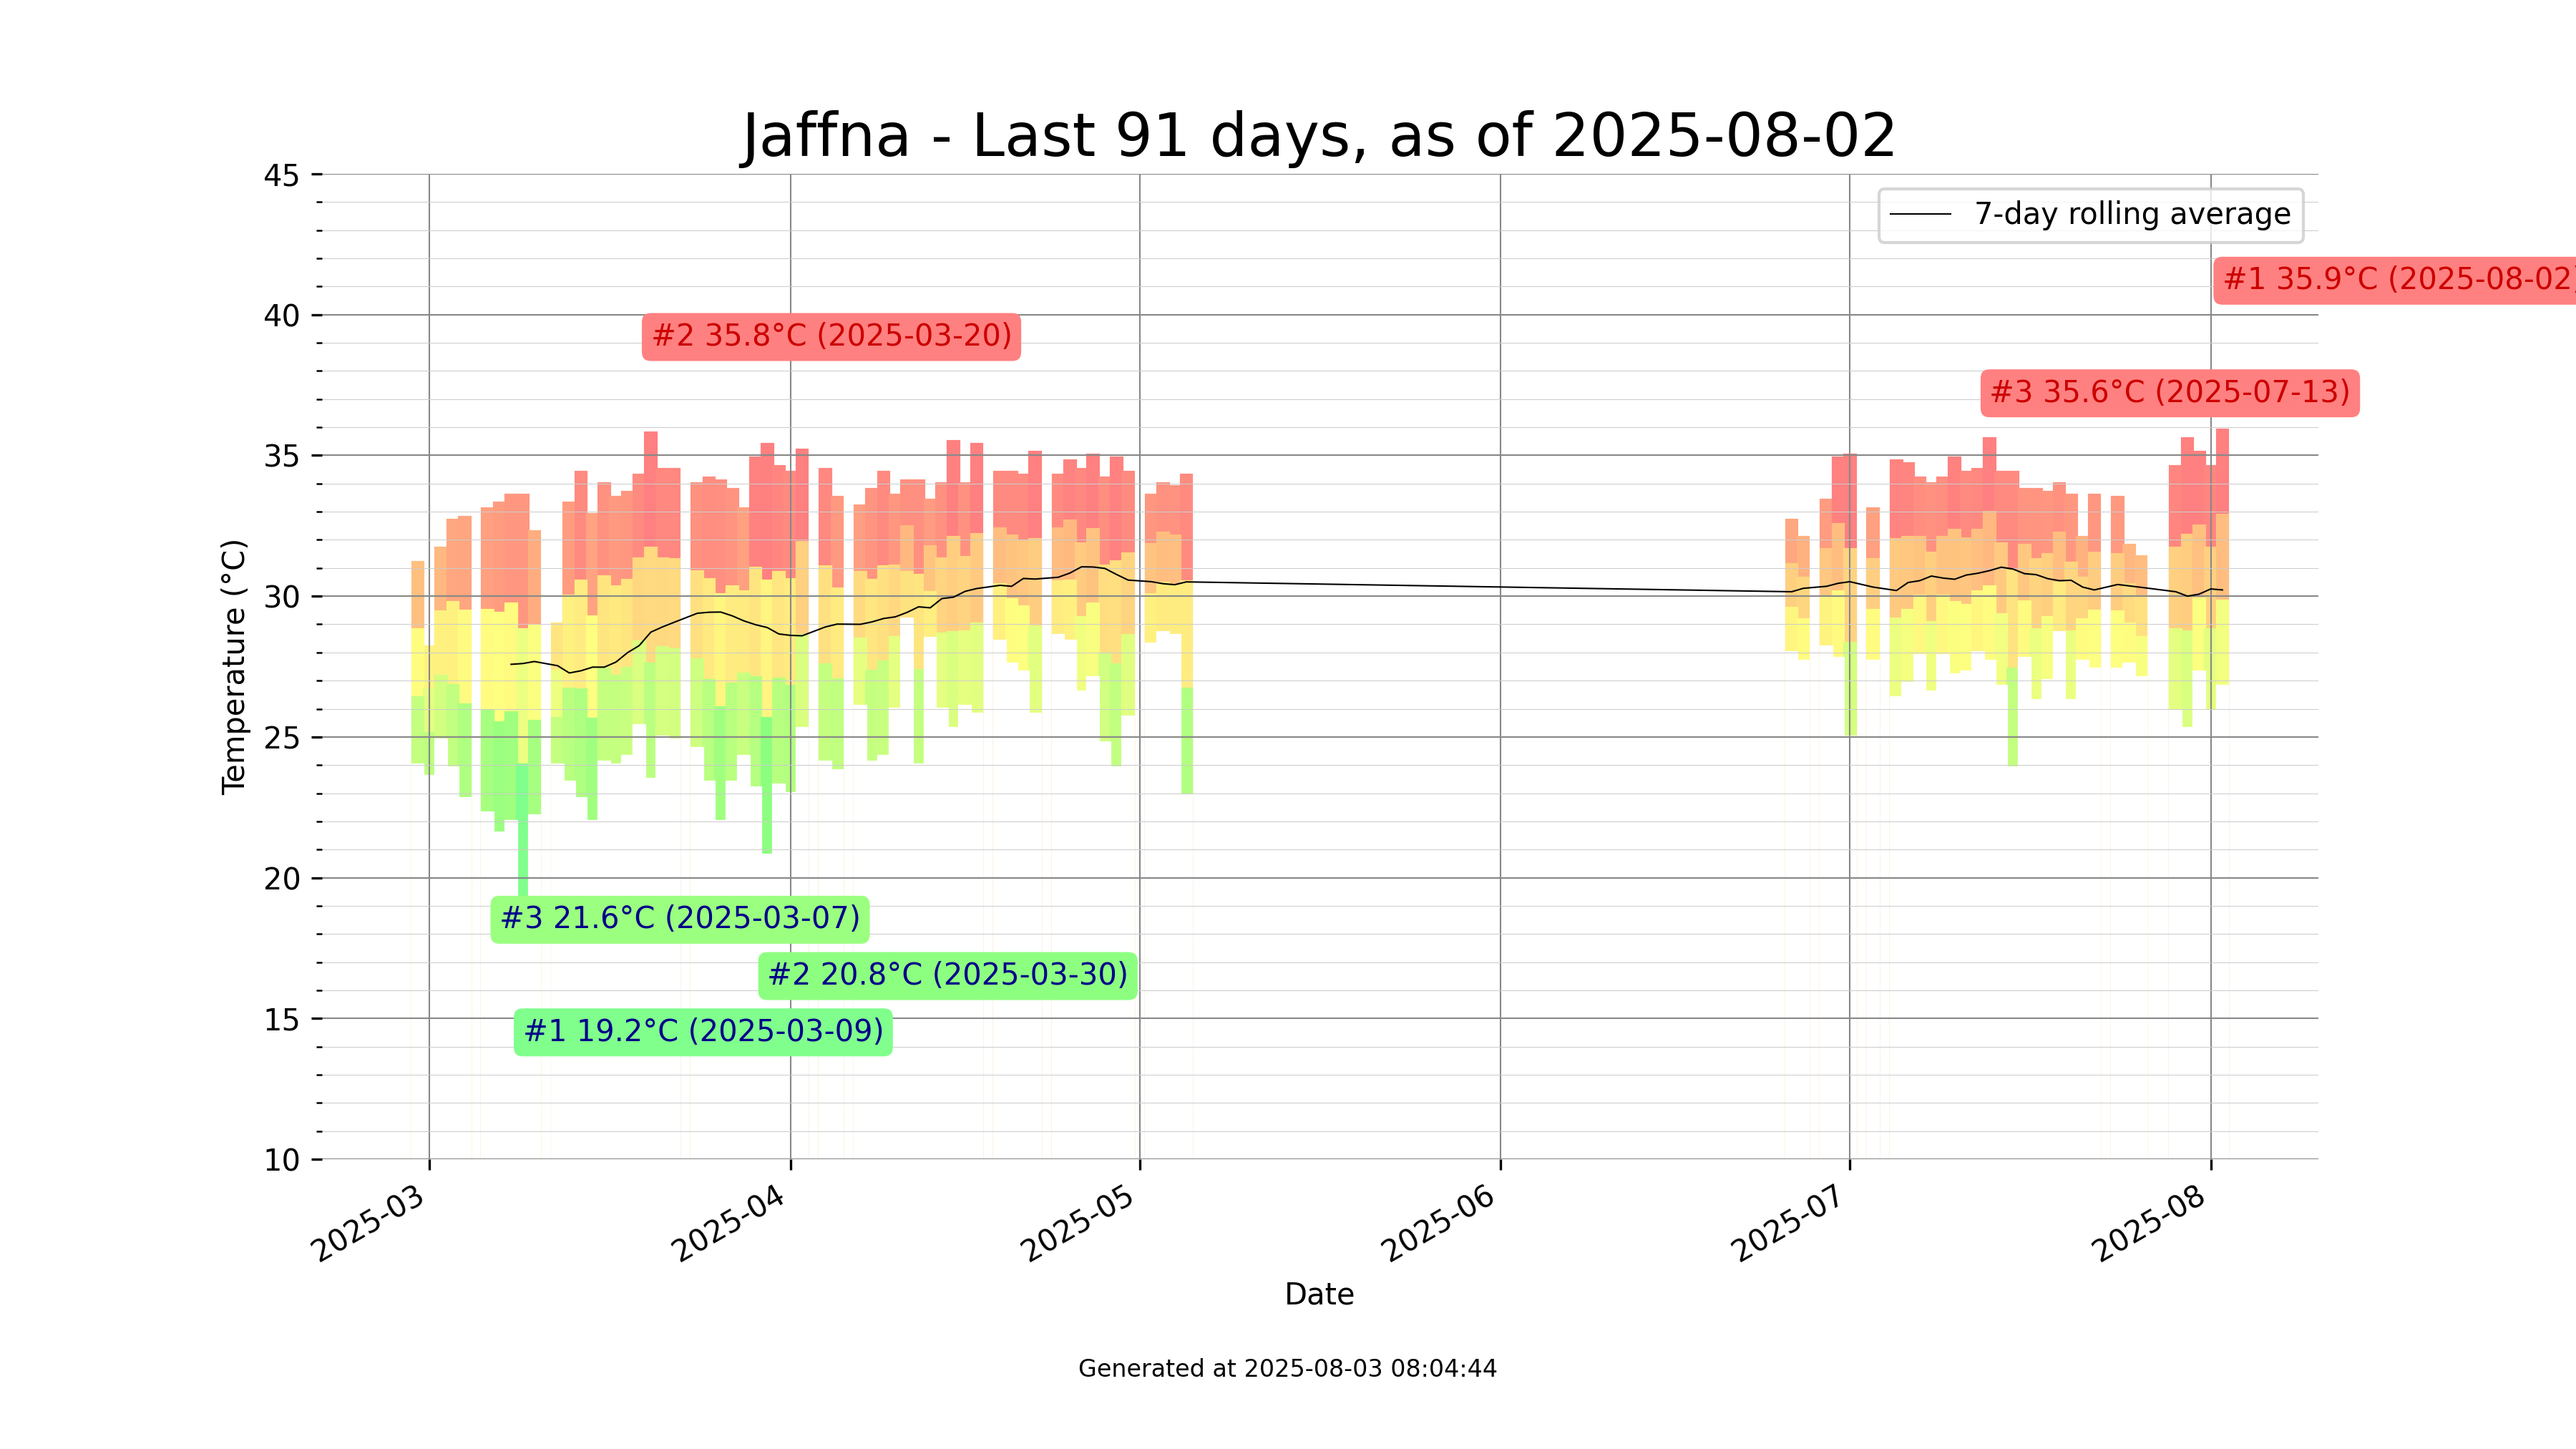 Jaffna - Last 91 days, as of 2025-08-02
45
40
35
30
25
20
15
10
Temperature (°C)
7-day rolling average
#1 35.9°C (2025-08-02)
#2 35.8°C (2025-03-20)
#3 35.6°C (2025-07-13)
#3 21.6°C (2025-03-07)
#2 20.8°C (2025-03-30)
#1 19.2°C (2025-03-09)
2025-03
2025-04
2025-05
2025-06
2025-07
2025-08
Date
Generated at 2025-08-03 08:04:44